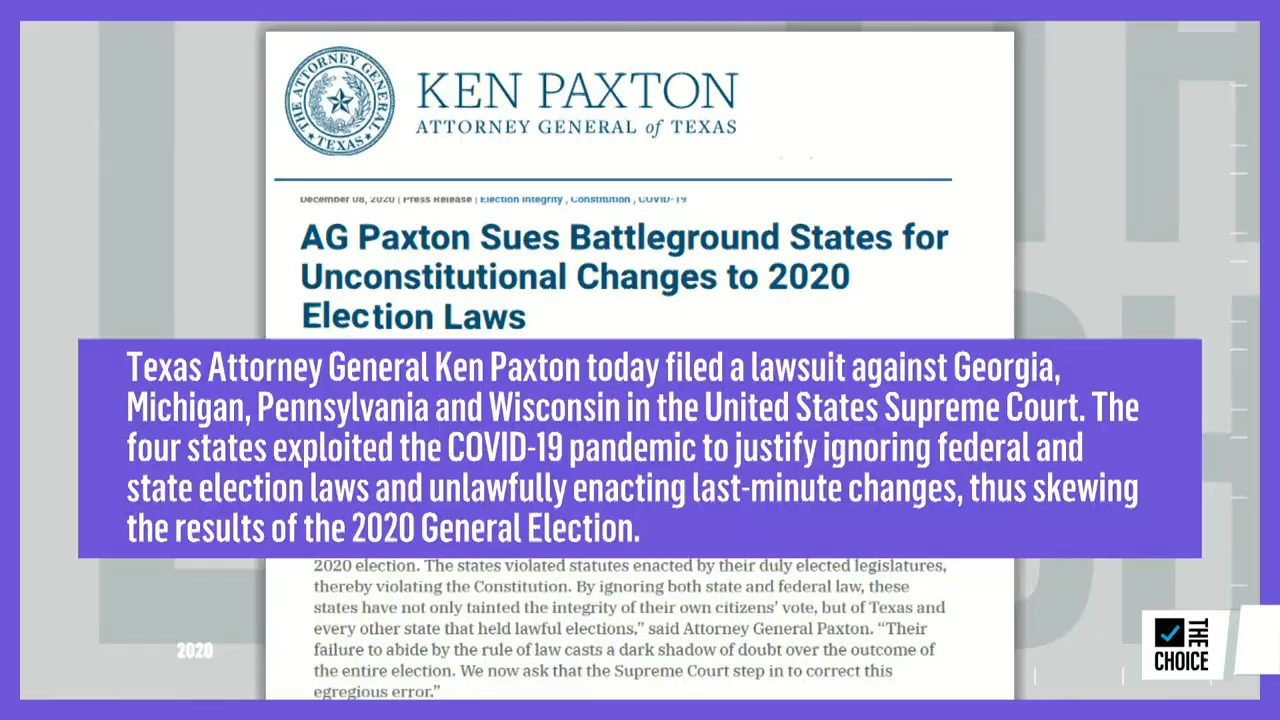 THE ATTORNEY GENERAL
TEXAS
KEN PAXTON
ATTORNEY GENERAL of TEXAS
December 08, 2020 | Press Release | Election Integrity , Constitution , COVID-19
AG Paxton Sues Battleground States for
Unconstitutional Changes to 2020
Election Laws
Texas Attorney General Ken Paxton today filed a lawsuit against Georgia,
Michigan, Pennsylvania and Wisconsin in the United States Supreme Court. The
four states exploited the COVID-19 pandemic to justify ignoring federal and
state election laws and unlawfully enacting last-minute changes, thus skewing
the results of the 2020 General Election.
2020 election. The states violated statutes enacted by their duly elected legislatures,
thereby violating the Constitution. By ignoring both state and federal law, these
states have not only tainted the integrity of their own citizens’ vote, but of Texas and
every other state that held lawful elections,” said Attorney General Paxton. “Their
failure to abide by the rule of law casts a dark shadow of doubt over the outcome of
the entire election. We now ask that the Supreme Court step in to correct this
egregious error.”
2020
THE
CHOICE